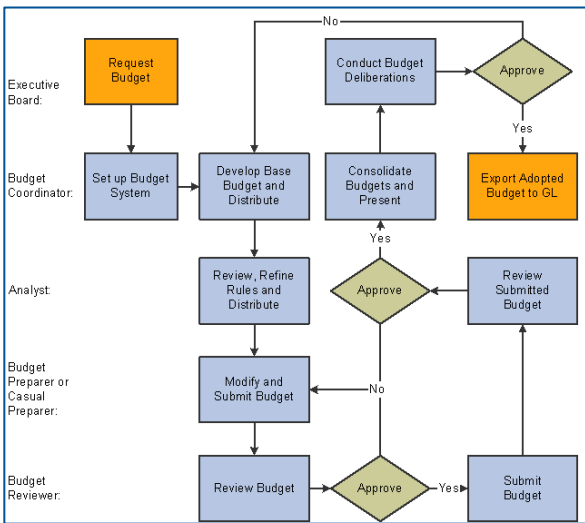 No
Request
Budget
Conduct Budget
Deliberations
Approve
Executive
Board:
Yes
Budget
Coordinator:
Set up Budget
System
Develop Base
Budget and
Distribute
Consolidate
Budgets and
Present
Export Adopted
Budget to GL
Yes
Analyst:
Review, Refine
Rules and
Distribute
Approve
Review
Submitted
Budget
Budget
Preparer or
Casual
Preparer:
Modify and
Submit Budget
No
Budget
Reviewer:
Review Budget
Approve
Yes
Submit
Budget